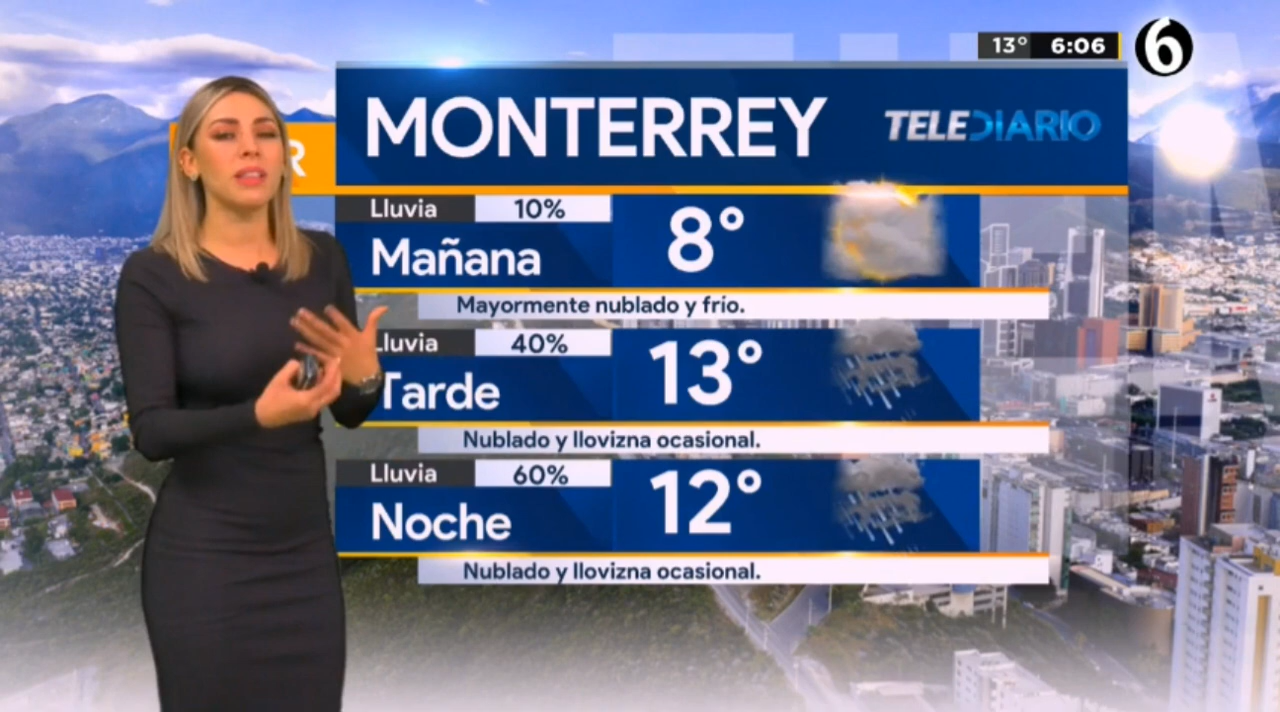 13° 6:06 6
MONTERREY
TELEDIARIO
R
Lluvia 10%
Mañana 8°
Mayormente nublado y frío.
Lluvia 40%
Tarde 13°
Nublado y llovizna ocasional.
Lluvia 60%
Noche 12°
Nublado y llovizna ocasional.